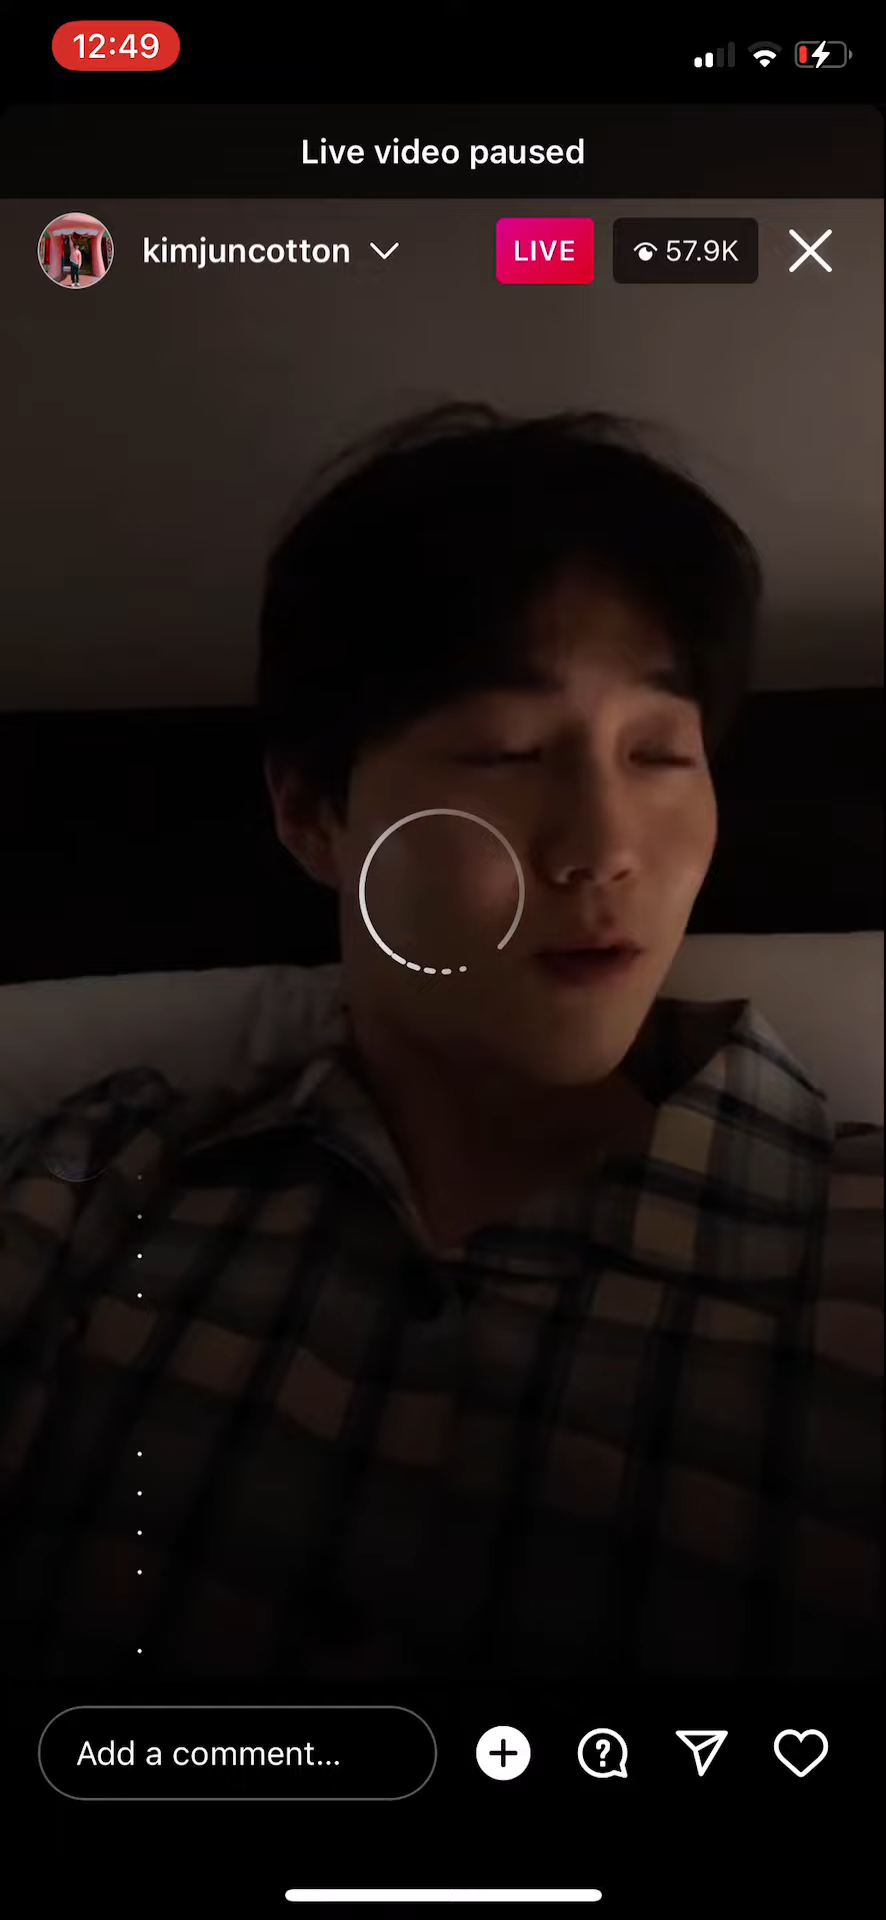 12:49
Live video paused
kimjuncotton
LIVE
57.9K
Add a comment...